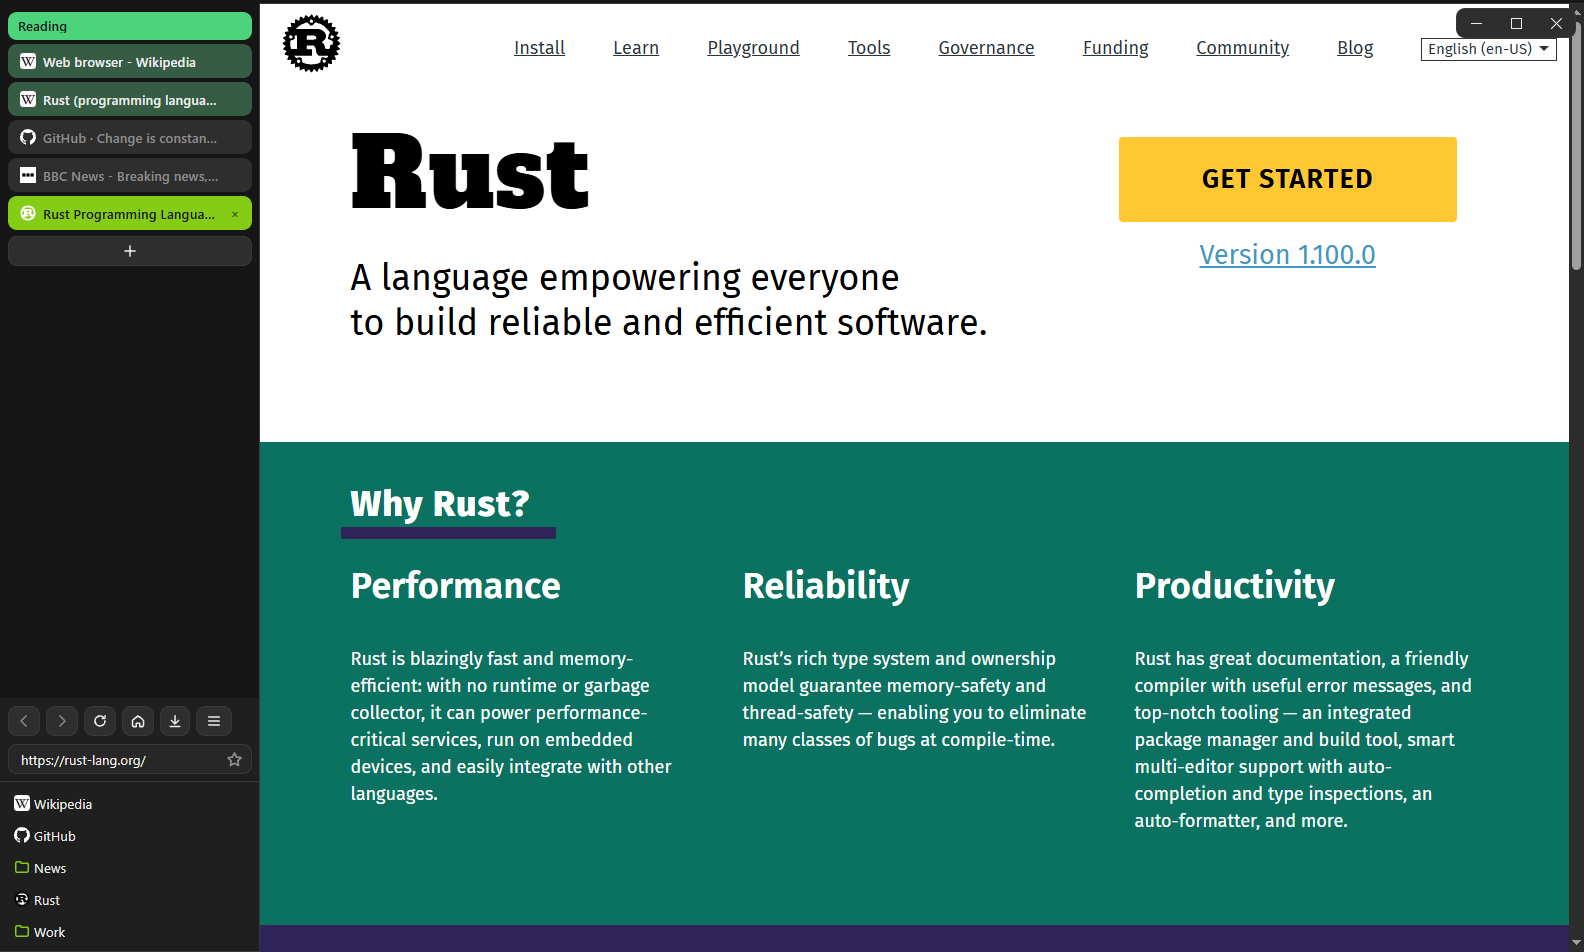 Reading
Web browser - Wikipedia
Rust (programming langua...
GitHub · Change is constan...
BBC News - Breaking news,...
Rust Programming Langua...
https://rust-lang.org/
Wikipedia
GitHub
News
Rust
Work
Install Learn Playground Tools Governance Funding Community Blog English (en-US)
Rust
GET STARTED
Version 1.100.0
A language empowering everyone
to build reliable and efficient software.
Why Rust?
Performance
Rust is blazingly fast and memory-
efficient: with no runtime or garbage
collector, it can power performance-
critical services, run on embedded
devices, and easily integrate with other
languages.
Reliability
Rust’s rich type system and ownership
model guarantee memory-safety and
thread-safety — enabling you to eliminate
many classes of bugs at compile-time.
Productivity
Rust has great documentation, a friendly
compiler with useful error messages, and
top-notch tooling — an integrated
package manager and build tool, smart
multi-editor support with auto-
completion and type inspections, an
auto-formatter, and more.